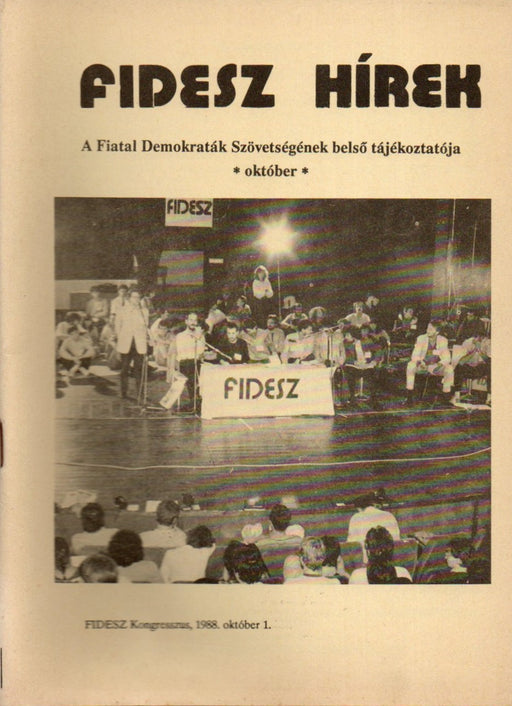 FIDESZ HÍREK
A Fiatal Demokraták Szövetségének belső tájékoztatója
* október *
FIDESZ
FIDESZ
FIDESZ Kongresszus, 1988. október 1.